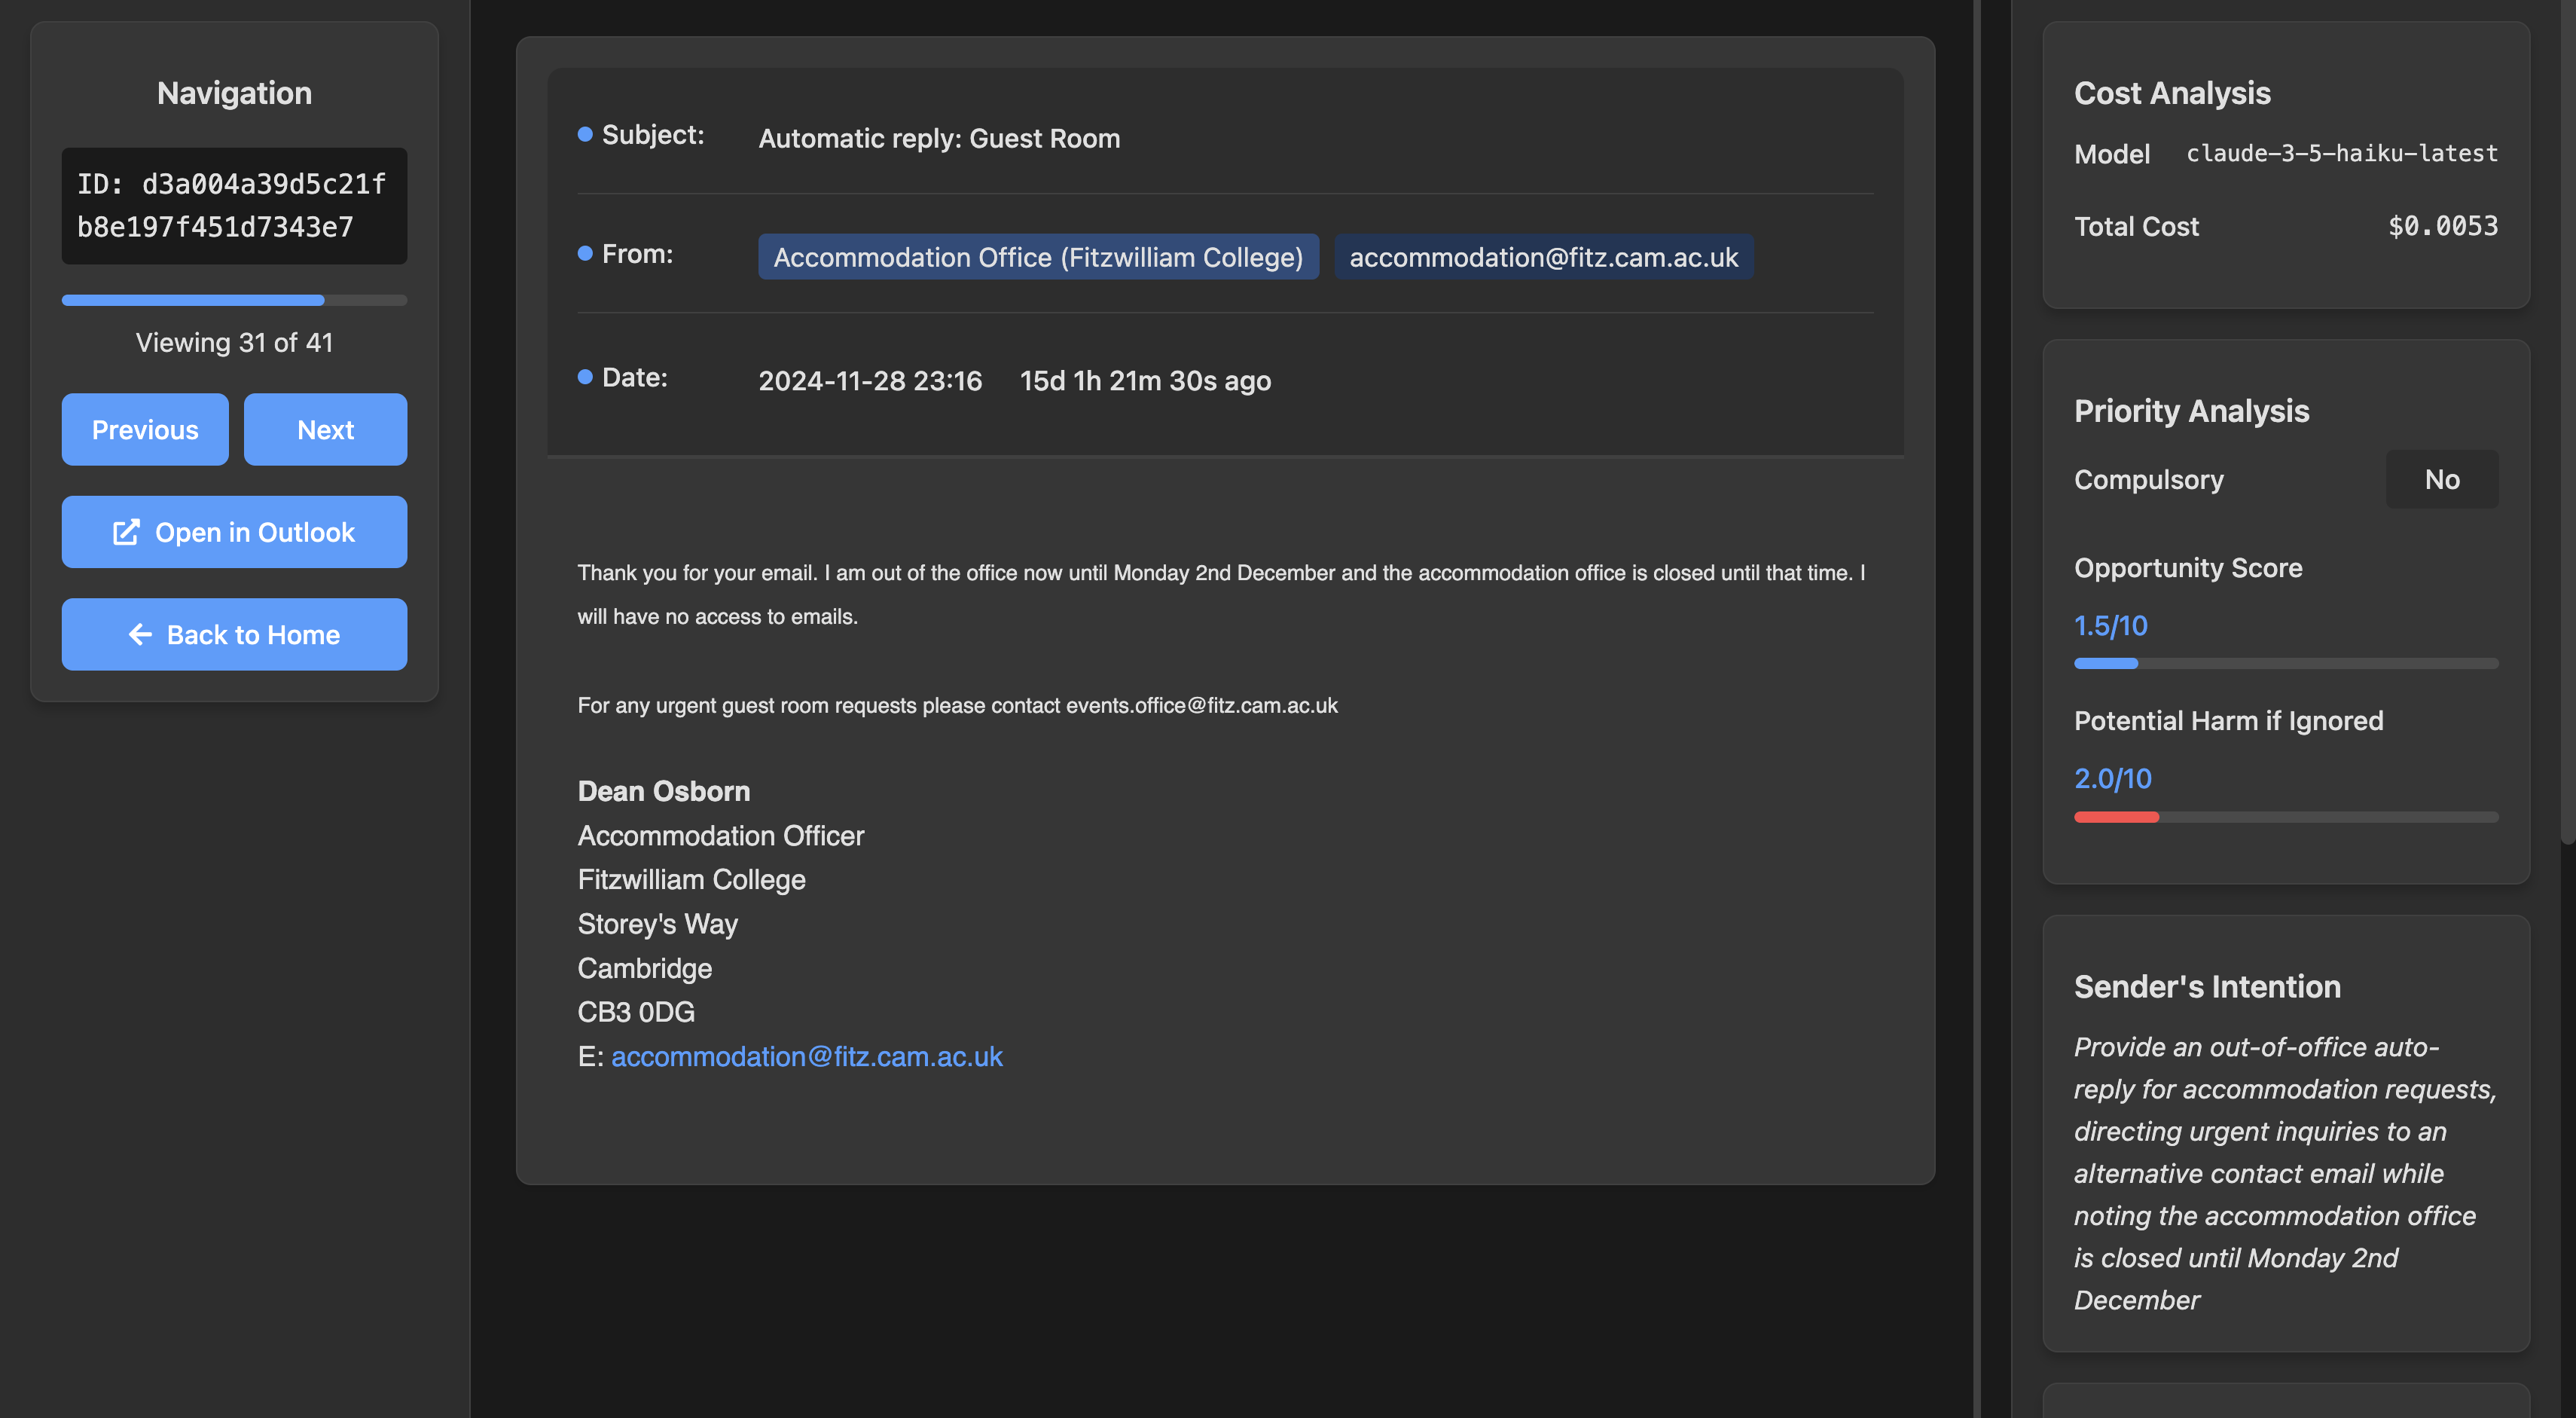 Navigation
ID: d3a004a39d5c21f
b8e197f451d7343e7
Viewing 31 of 41
Previous
Next
Open in Outlook
Back to Home
Subject:
Automatic reply: Guest Room
From:
Accommodation Office (Fitzwilliam College)
accommodation@fitz.cam.ac.uk
Date:
2024-11-28 23:16
15d 1h 21m 30s ago
Thank you for your email. I am out of the office now until Monday 2nd December and the accommodation office is closed until that time. I
will have no access to emails.
For any urgent guest room requests please contact events.office@fitz.cam.ac.uk
Dean Osborn
Accommodation Officer
Fitzwilliam College
Storey's Way
Cambridge
CB3 0DG
E: accommodation@fitz.cam.ac.uk
Cost Analysis
Model
claude-3-5-haiku-latest
Total Cost
$0.0053
Priority Analysis
Compulsory
No
Opportunity Score
1.5/10
Potential Harm if Ignored
2.0/10
Sender's Intention
Provide an out-of-office auto-
reply for accommodation requests,
directing urgent inquiries to an
alternative contact email while
noting the accommodation office
is closed until Monday 2nd
December